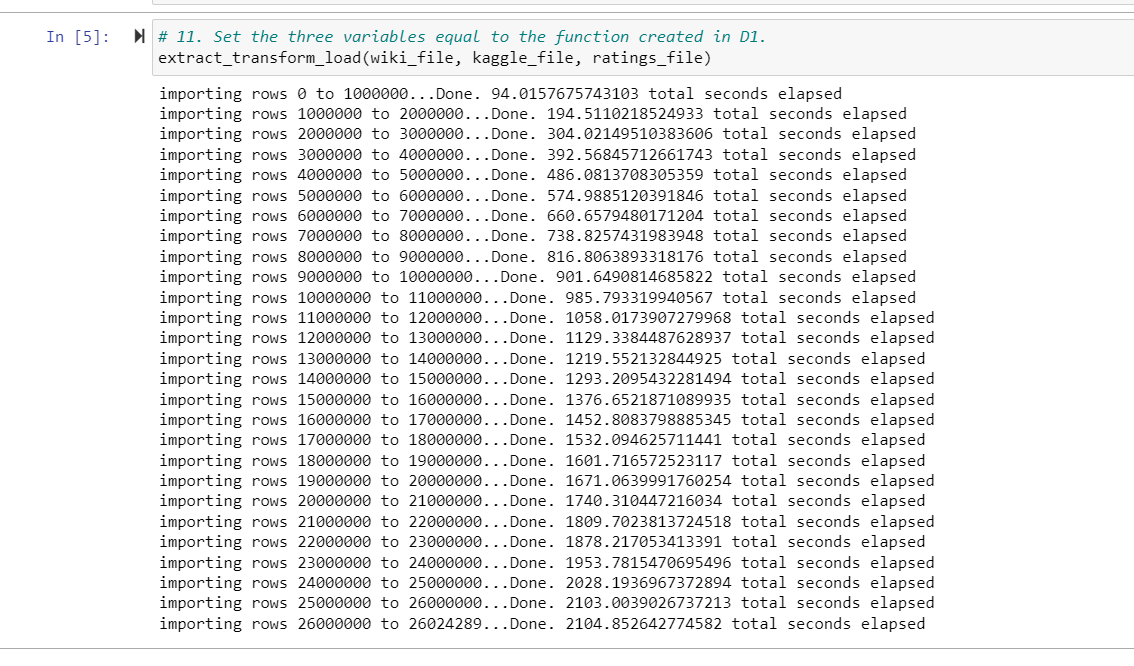 In [5]:
# 11. Set the three variables equal to the function created in D1.
extract_transform_load(wiki_file, kaggle_file, ratings_file)
importing rows 0 to 1000000...Done. 94.0157675743103 total seconds elapsed
importing rows 1000000 to 2000000...Done. 194.5110218524933 total seconds elapsed
importing rows 2000000 to 3000000...Done. 304.02149510383606 total seconds elapsed
importing rows 3000000 to 4000000...Done. 392.56845712661743 total seconds elapsed
importing rows 4000000 to 5000000...Done. 486.0813708305359 total seconds elapsed
importing rows 5000000 to 6000000...Done. 574.9885120391846 total seconds elapsed
importing rows 6000000 to 7000000...Done. 660.6579480171204 total seconds elapsed
importing rows 7000000 to 8000000...Done. 738.8257431983948 total seconds elapsed
importing rows 8000000 to 9000000...Done. 816.8063893318176 total seconds elapsed
importing rows 9000000 to 10000000...Done. 901.6490814685822 total seconds elapsed
importing rows 10000000 to 11000000...Done. 985.793319940567 total seconds elapsed
importing rows 11000000 to 12000000...Done. 1058.0173907279968 total seconds elapsed
importing rows 12000000 to 13000000...Done. 1129.3384487628937 total seconds elapsed
importing rows 13000000 to 14000000...Done. 1219.552132844925 total seconds elapsed
importing rows 14000000 to 15000000...Done. 1293.2095432281494 total seconds elapsed
importing rows 15000000 to 16000000...Done. 1376.6521871089935 total seconds elapsed
importing rows 16000000 to 17000000...Done. 1452.8083798885345 total seconds elapsed
importing rows 17000000 to 18000000...Done. 1532.094625711441 total seconds elapsed
importing rows 18000000 to 19000000...Done. 1601.716572523117 total seconds elapsed
importing rows 19000000 to 20000000...Done. 1671.0639991760254 total seconds elapsed
importing rows 20000000 to 21000000...Done. 1740.310447216034 total seconds elapsed
importing rows 21000000 to 22000000...Done. 1809.7023813724518 total seconds elapsed
importing rows 22000000 to 23000000...Done. 1878.217053413391 total seconds elapsed
importing rows 23000000 to 24000000...Done. 1953.7815470695496 total seconds elapsed
importing rows 24000000 to 25000000...Done. 2028.1936967372894 total seconds elapsed
importing rows 25000000 to 26000000...Done. 2103.0039026737213 total seconds elapsed
importing rows 26000000 to 26024289...Done. 2104.852642774582 total seconds elapsed